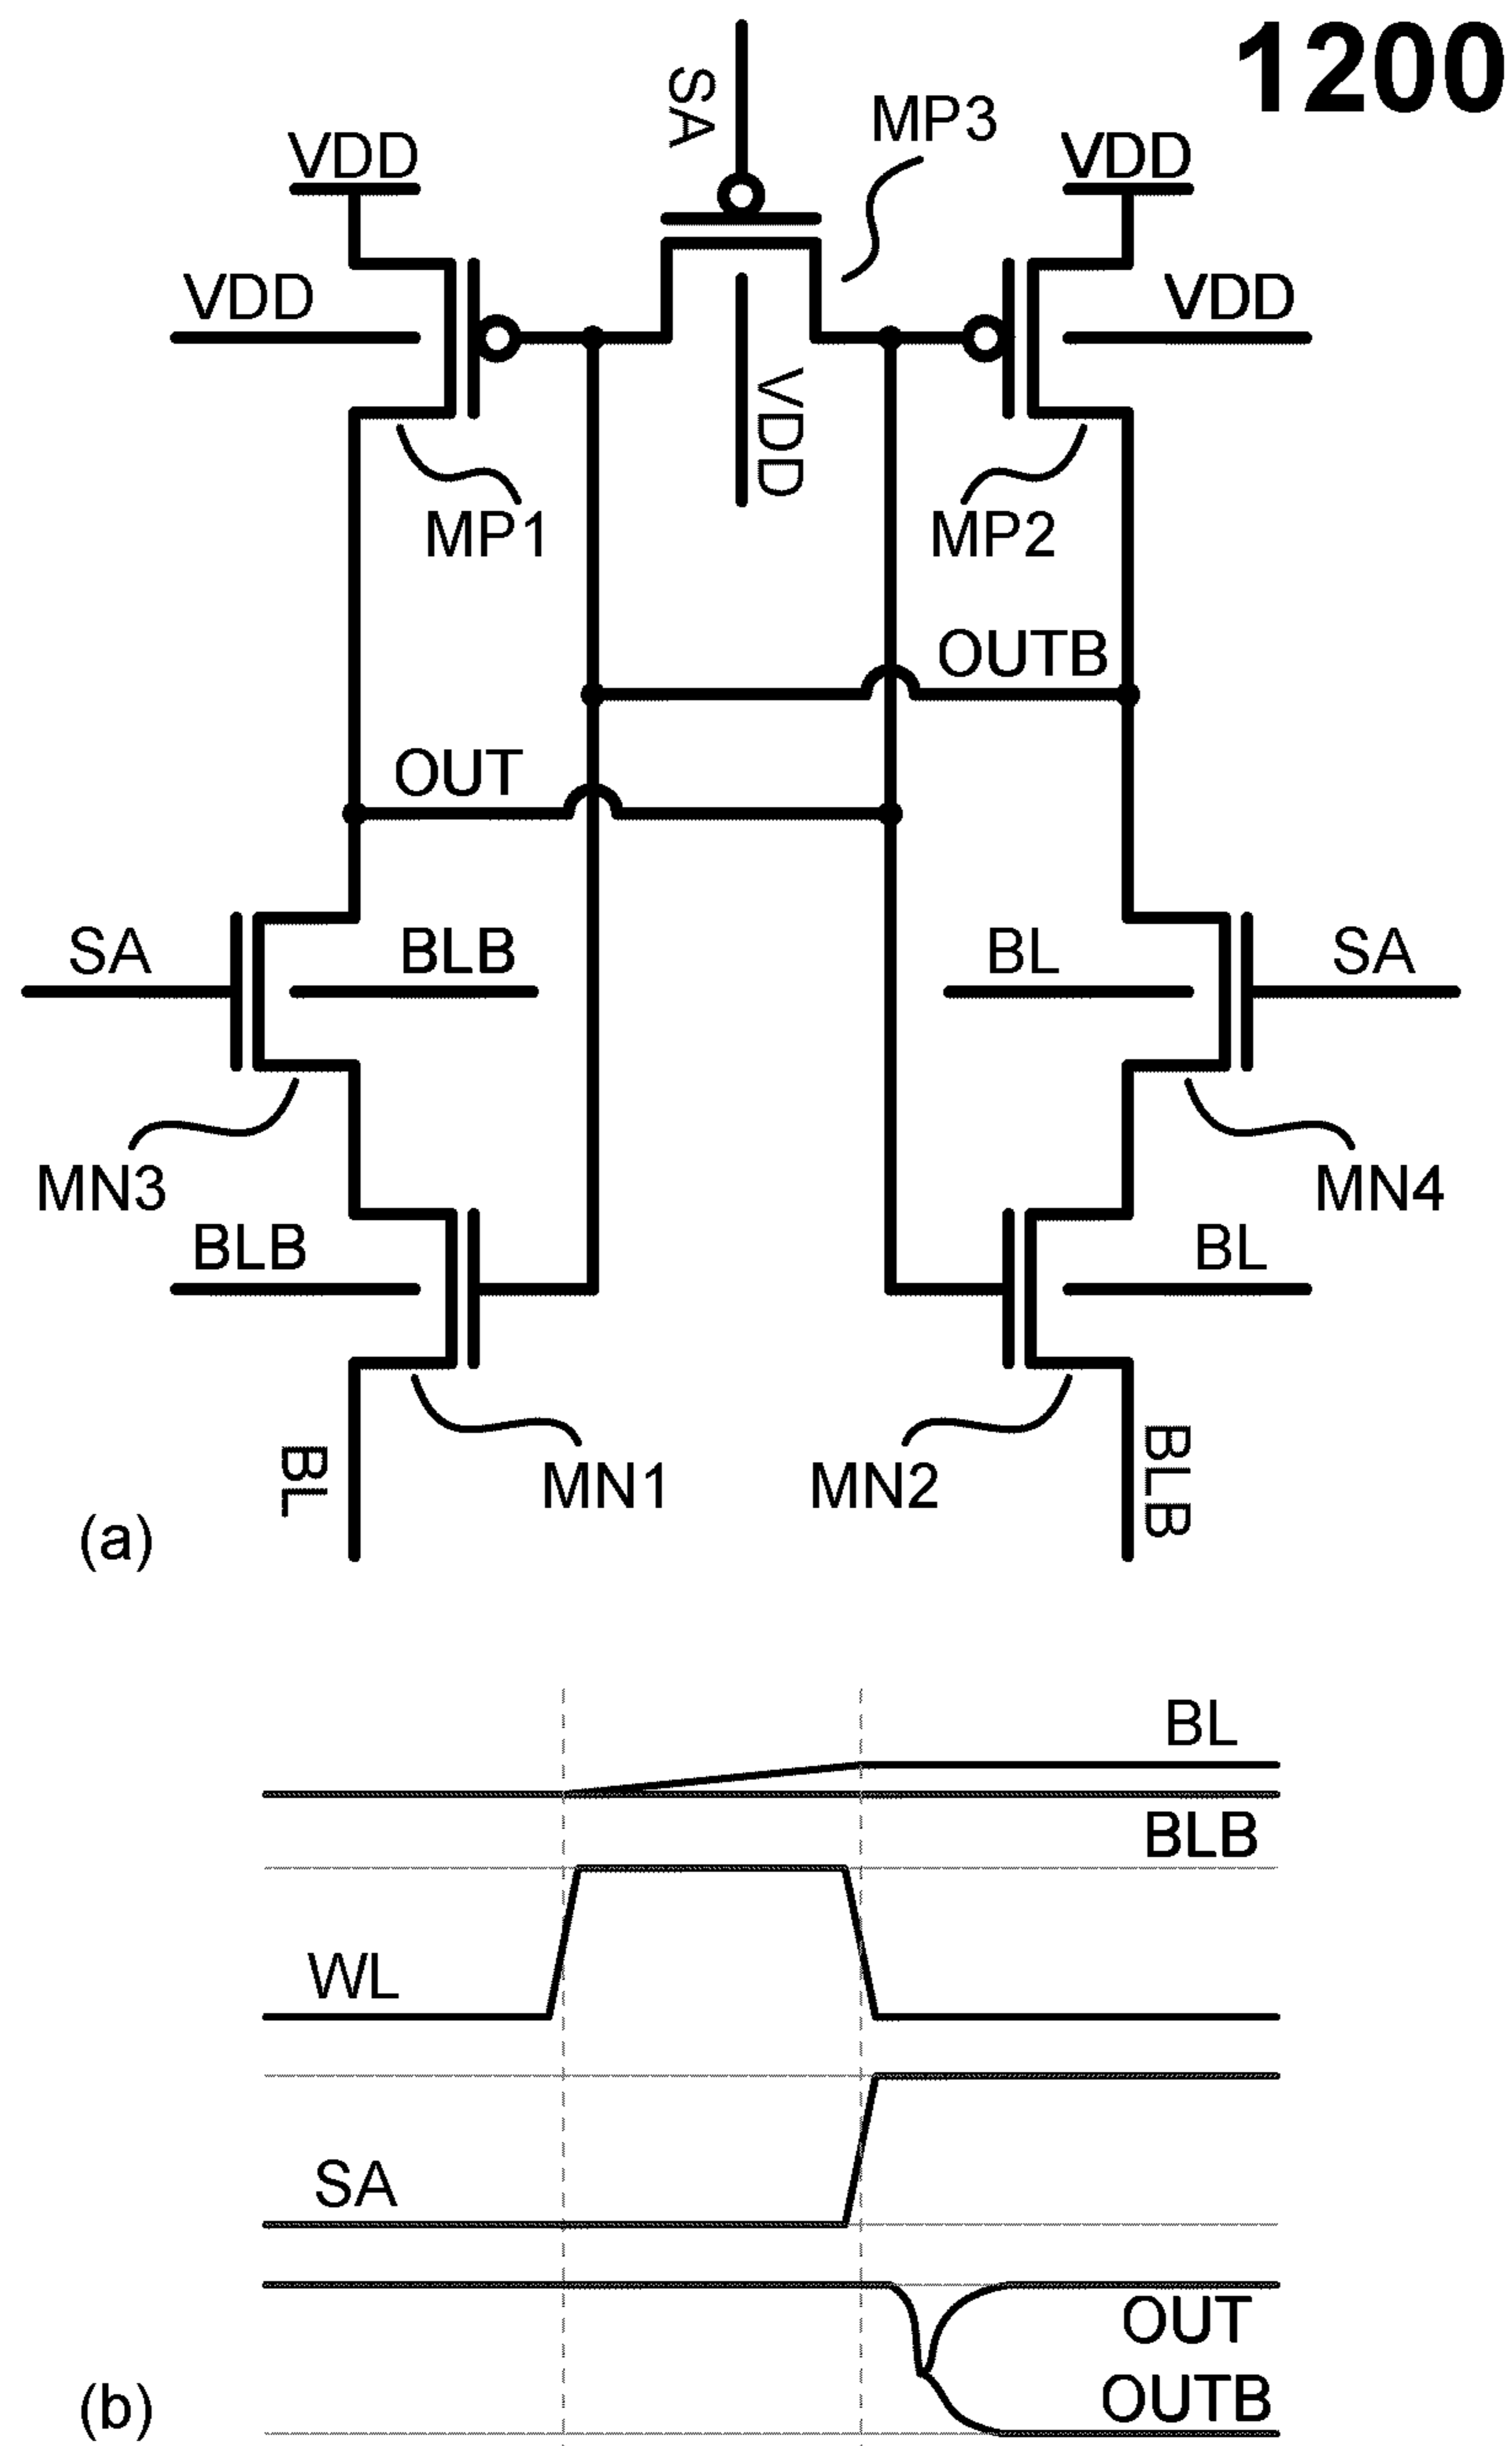 1200
SA
MP3
VDD
VDD
VDD
VDD
VDD
MP1
MP2
OUTB
OUT
SA
BLB
BL
SA
MN3
MN4
BLB
BL
BL
MN1
MN2
BLB
(a)
BL
BLB
WL
SA
OUT
OUTB
(b)